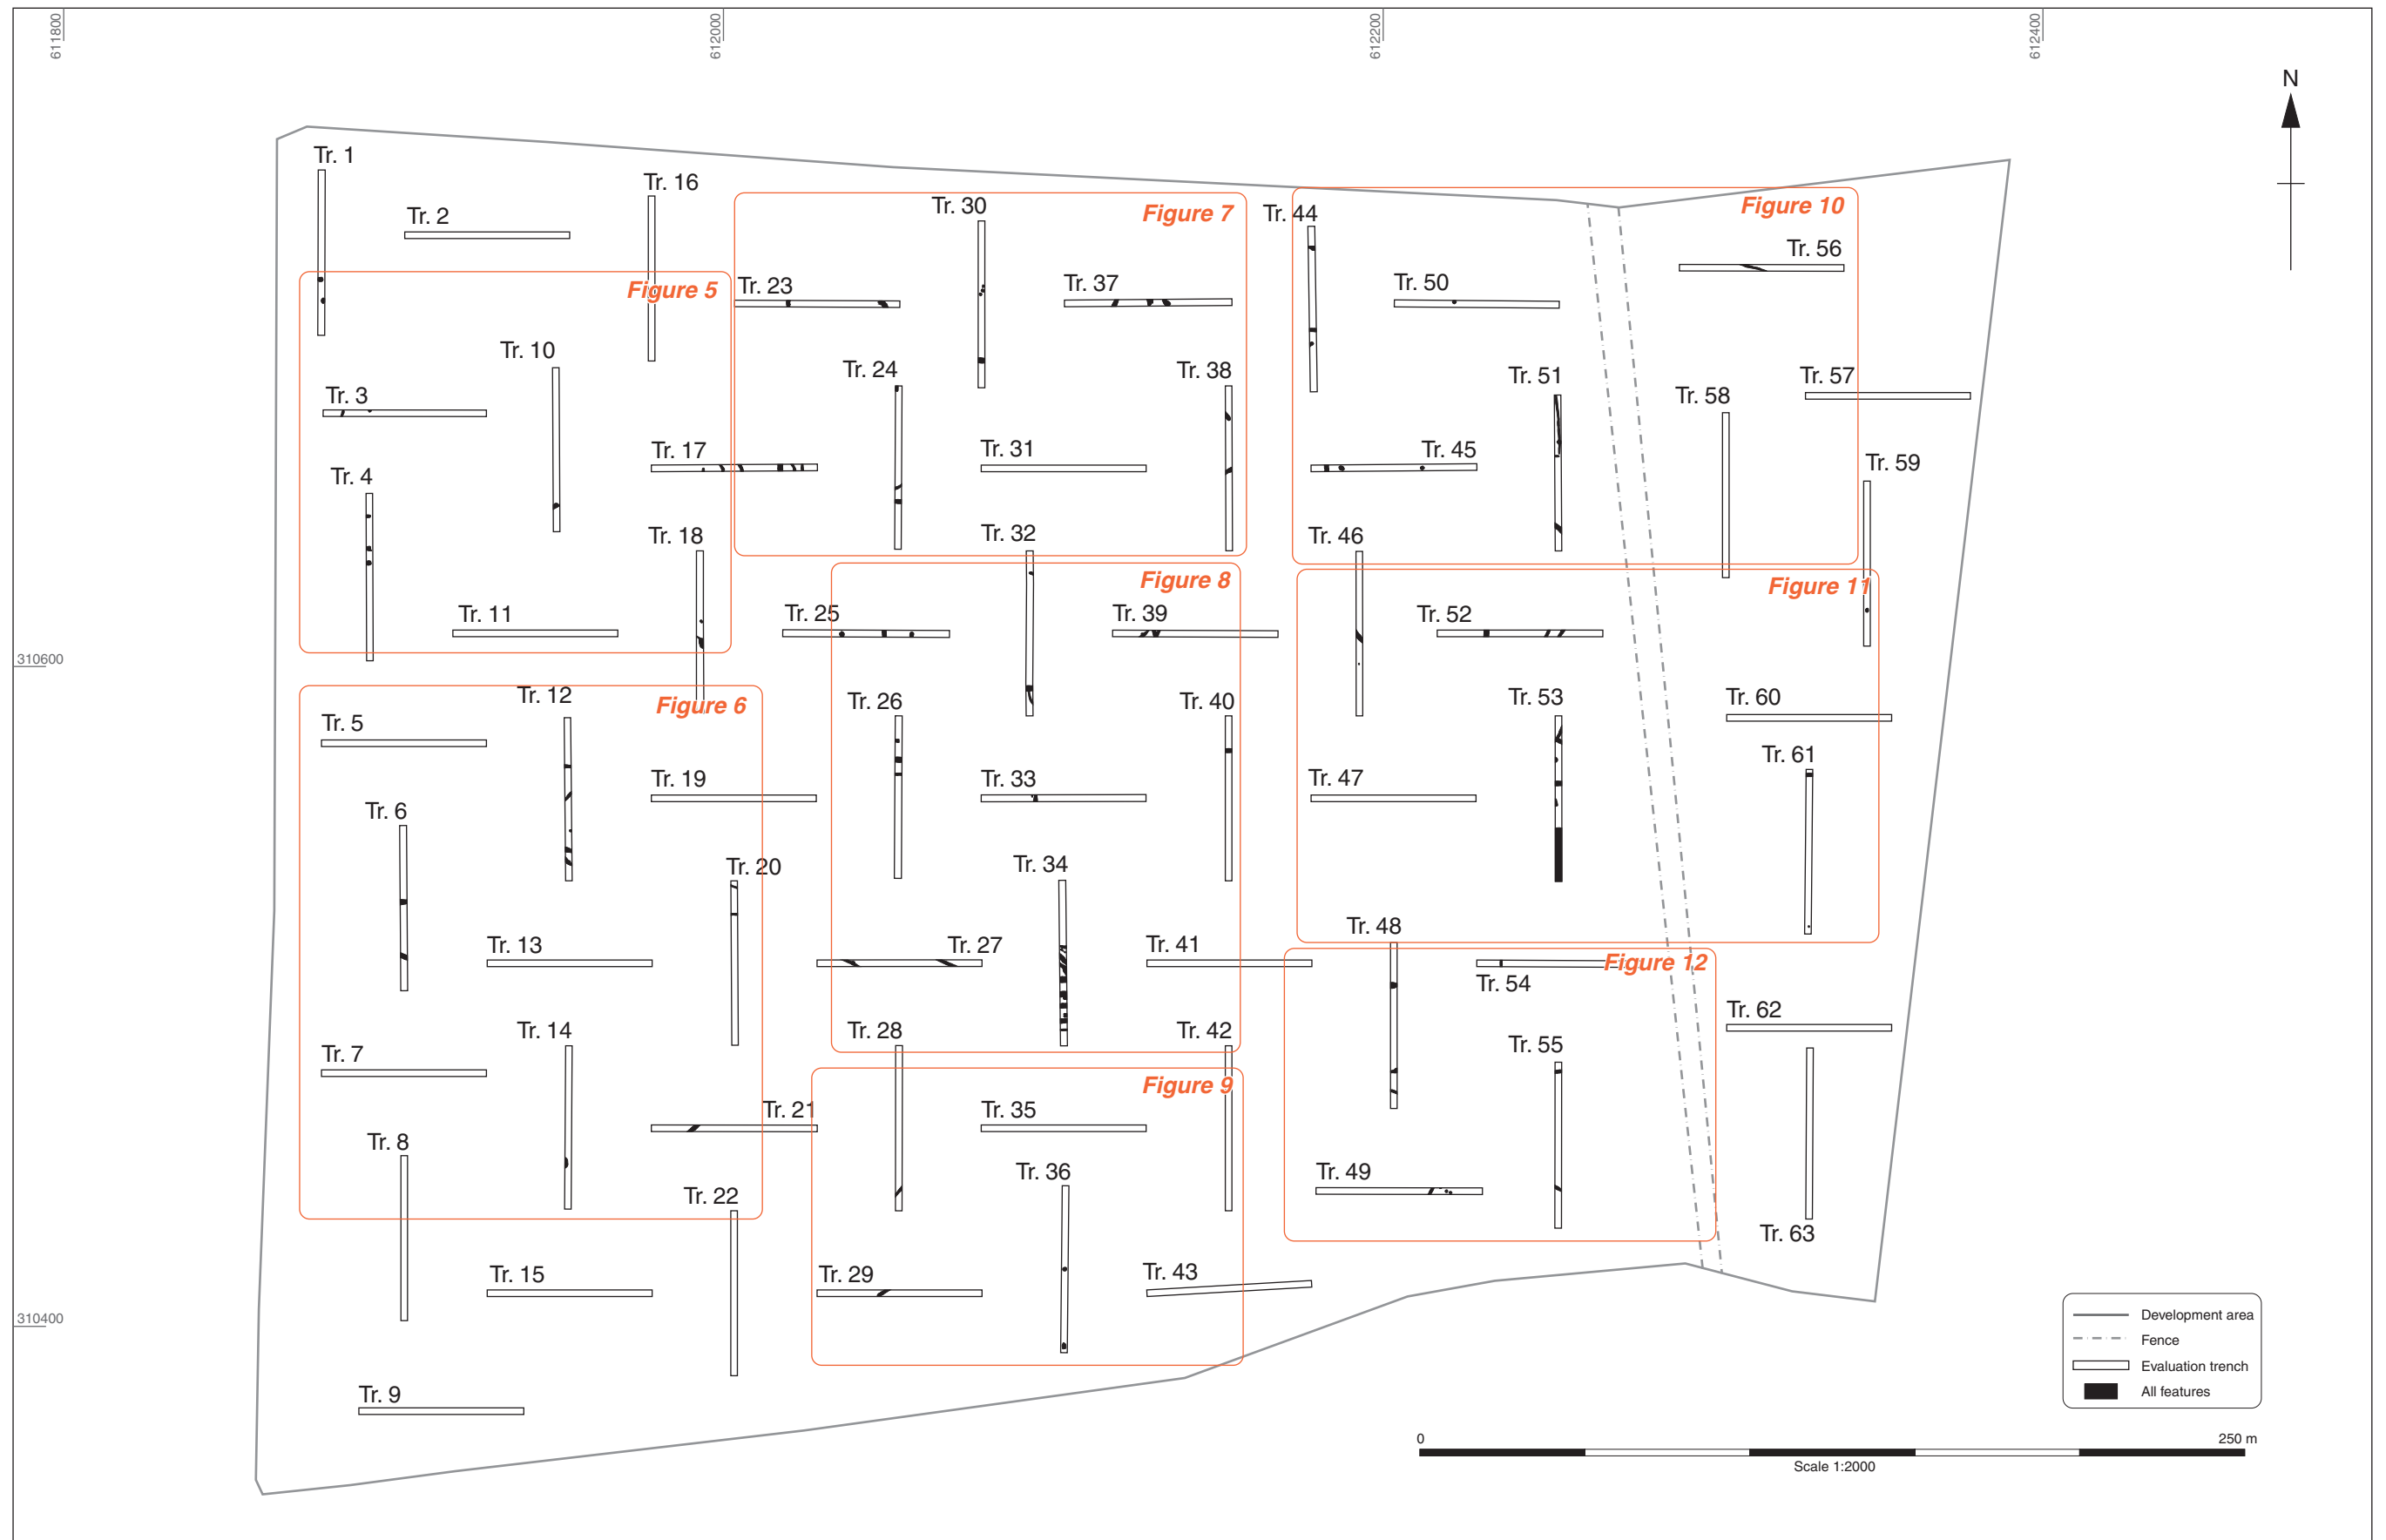 611800
612000
612200
612400
N
Tr. 1
Tr. 16
Tr. 2
Tr. 30
Figure 7
Tr. 44
Figure 10
Tr. 56
Figure 5
Tr. 23
Tr. 37
Tr. 50
Tr. 10
Tr. 24
Tr. 38
Tr. 51
Tr. 58
Tr. 57
Tr. 3
Tr. 17
Tr. 31
Tr. 45
Tr. 59
Tr. 4
Tr. 18
Tr. 32
Tr. 46
Figure 8
Figure 11
Tr. 11
Tr. 25
Tr. 39
Tr. 52
310600
Tr. 12
Figure 6
Tr. 26
Tr. 40
Tr. 53
Tr. 60
Tr. 5
Tr. 19
Tr. 33
Tr. 47
Tr. 61
Tr. 6
Tr. 20
Tr. 34
Tr. 48
Tr. 13
Tr. 27
Tr. 41
Figure 12
Tr. 54
Tr. 14
Tr. 28
Tr. 42
Tr. 62
Tr. 7
Tr. 55
Figure 9
Tr. 21
Tr. 35
Tr. 8
Tr. 36
Tr. 49
Tr. 22
Tr. 63
Tr. 15
Tr. 29
Tr. 43
310400
Development area
Fence
Evaluation trench
All features
Tr. 9
0
250 m
Scale 1:2000